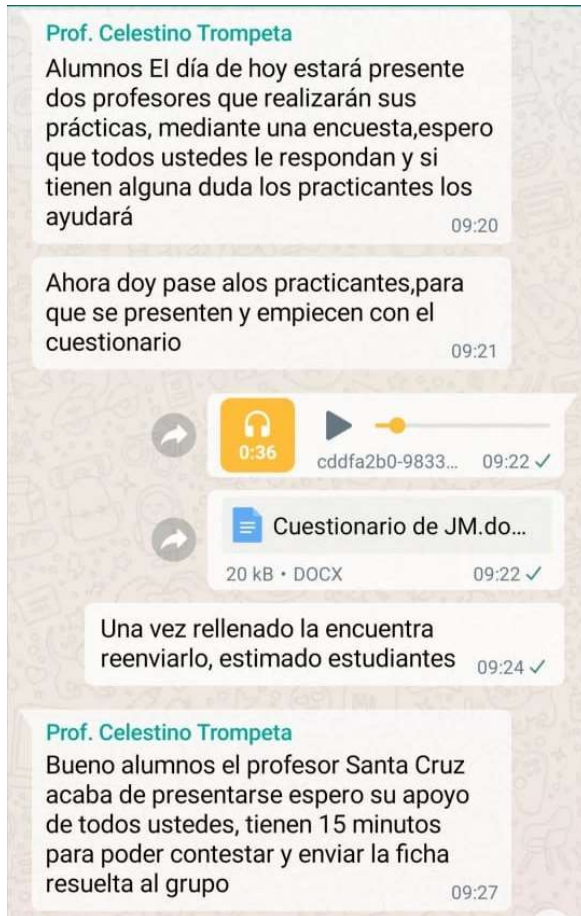 Prof. Celestino Trompeta
Alumnos El día de hoy estará presente
dos profesores que realizarán sus
prácticas, mediante una encuesta,espero
que todos ustedes le respondan y si
tienen alguna duda los practicantes los
ayudará
09:20
Ahora doy pase alos practicantes,para
que se presenten y empiecen con el
cuestionario
09:21
0:36
cddfa2b0-9833... 09:22
Cuestionario de JM.do...
20 kB • DOCX 09:22
Una vez rellenado la encuentra
reenviarlo, estimado estudiantes 09:24
Prof. Celestino Trompeta
Bueno alumnos el profesor Santa Cruz
acaba de presentarse espero su apoyo
de todos ustedes, tienen 15 minutos
para poder contestar y enviar la ficha
resuelta al grupo
09:27